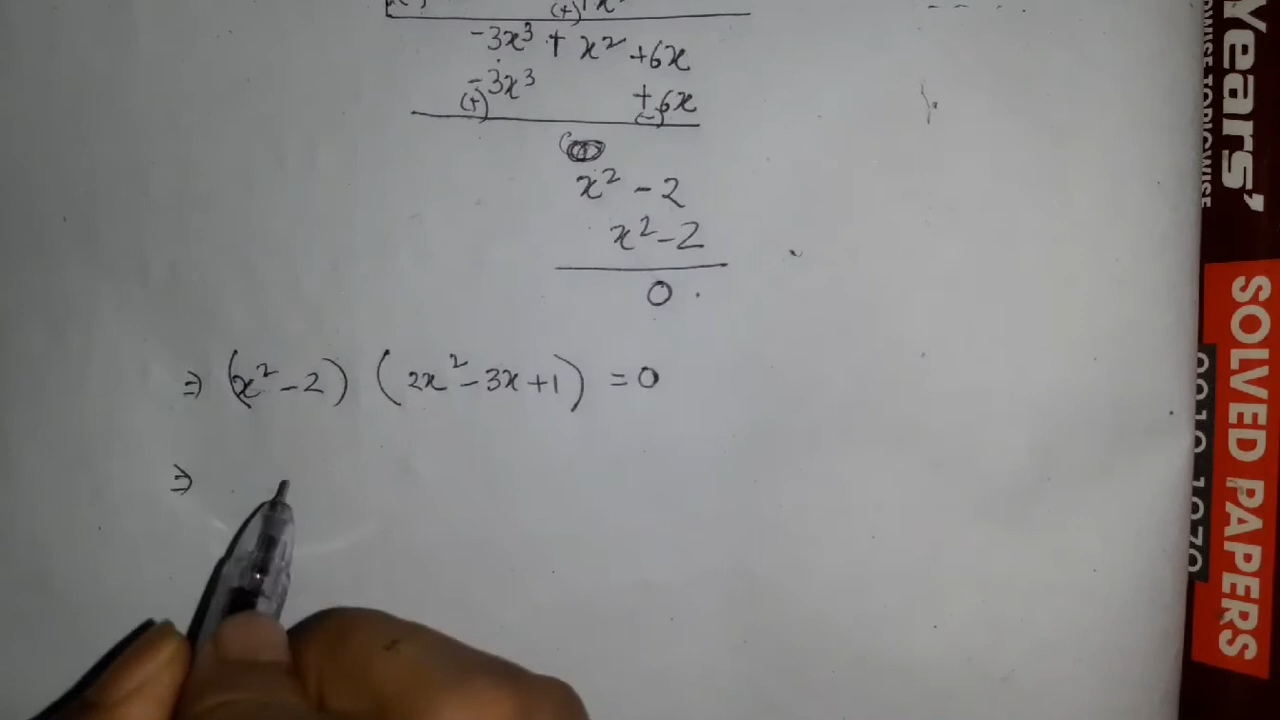 -3x³ + x² + 6x
-3x³ + 6x
(+) (-)
x² - 2
x² - 2
0
⇒ (x² - 2) (2x² - 3x + 1) = 0
⇒
Years'
SOLVED PAPERS